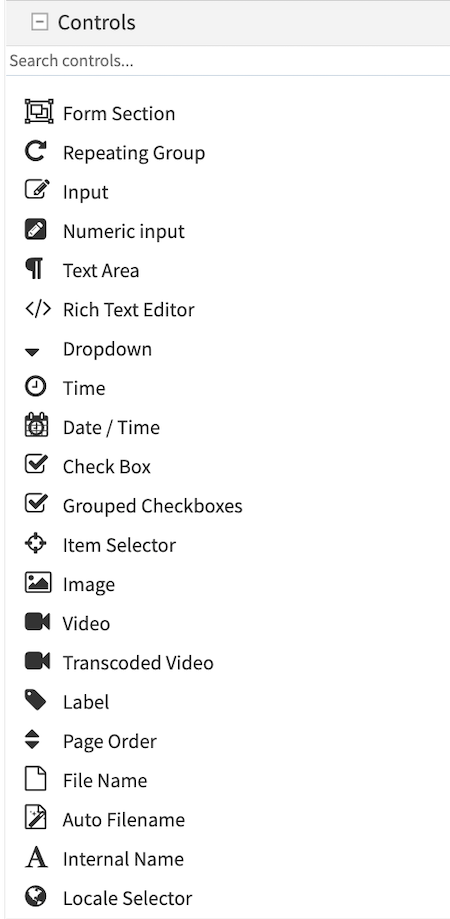 Controls
Search controls...
Form Section
Repeating Group
Input
Numeric input
Text Area
Rich Text Editor
Dropdown
Time
Date / Time
Check Box
Grouped Checkboxes
Item Selector
Image
Video
Transcoded Video
Label
Page Order
File Name
Auto Filename
Internal Name
Locale Selector